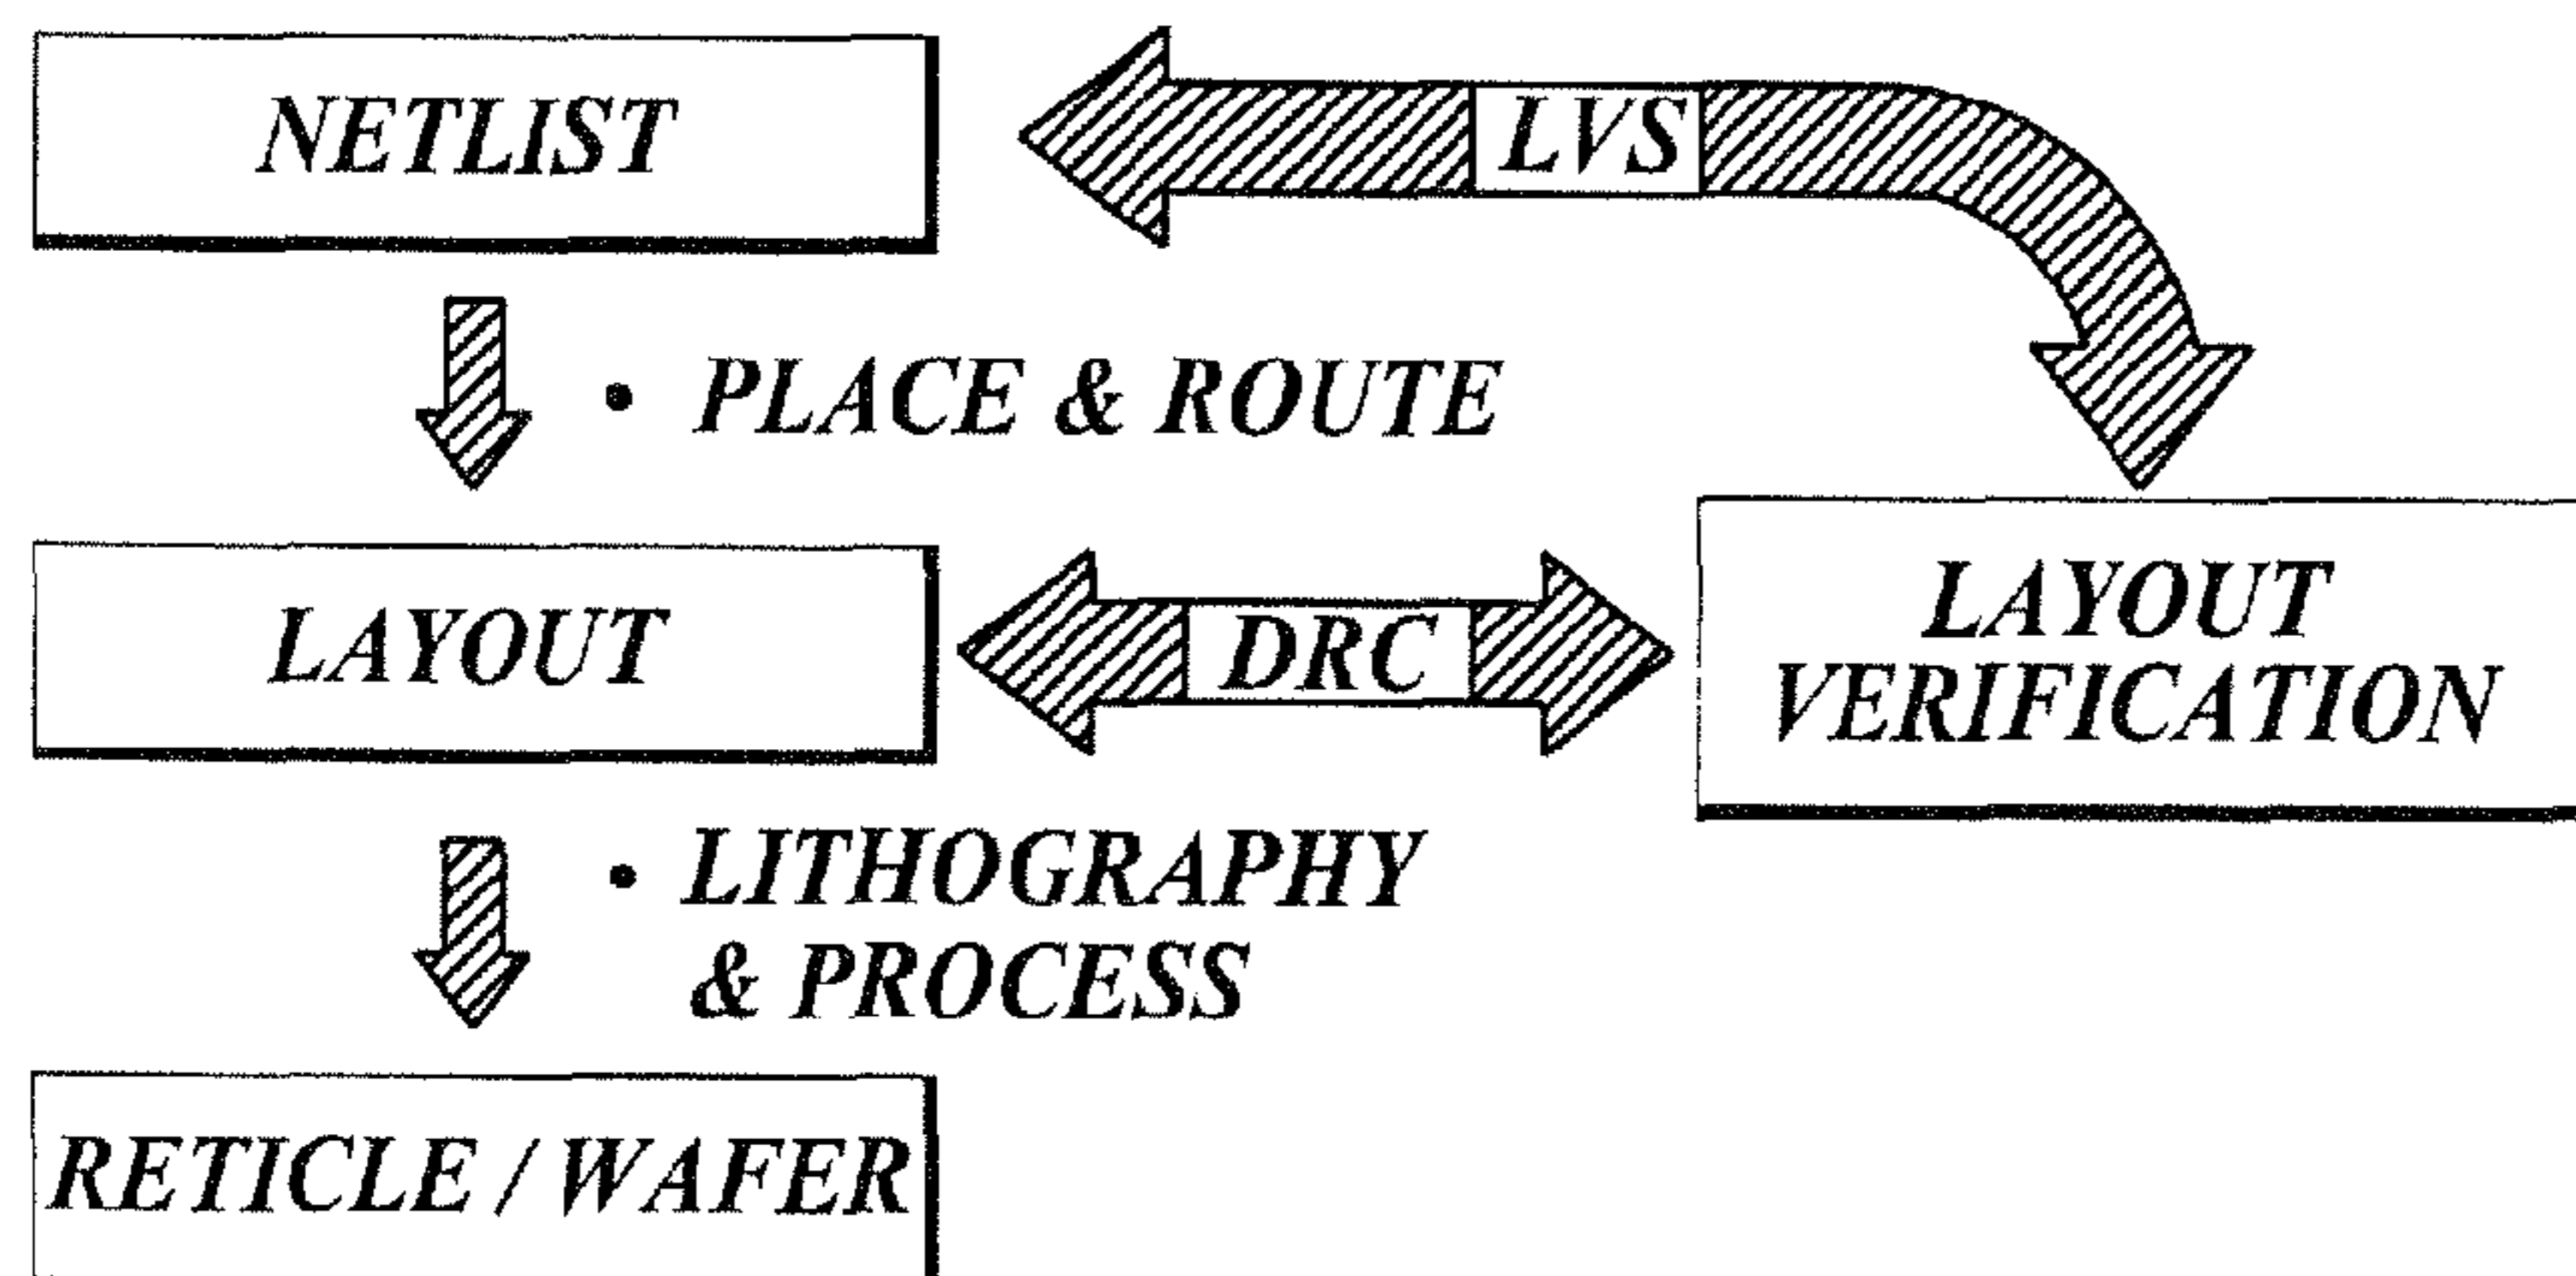 NETLIST
LVS
• PLACE & ROUTE
LAYOUT
DRC
LAYOUT
VERIFICATION
• LITHOGRAPHY
& PROCESS
RETICLE / WAFER